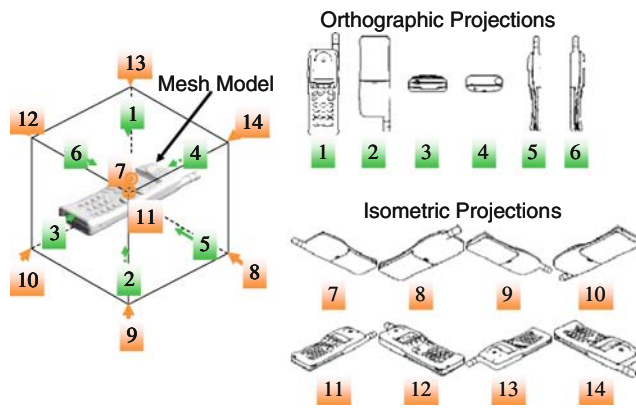 Orthographic Projections
13
Mesh Model
12
1
14
6
7
4
1 2 3 4 5 6
11
3
5
Isometric Projections
10
2
8
9
7 8 9 10
11 12 13 14